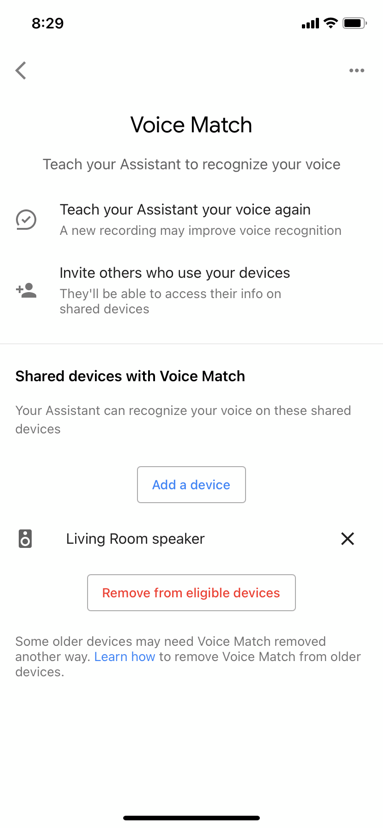 8:29
Voice Match
Teach your Assistant to recognize your voice
Teach your Assistant your voice again
A new recording may improve voice recognition
Invite others who use your devices
They'll be able to access their info on
shared devices
Shared devices with Voice Match
Your Assistant can recognize your voice on these shared
devices
Add a device
Living Room speaker
Remove from eligible devices
Some older devices may need Voice Match removed
another way. Learn how to remove Voice Match from older
devices.